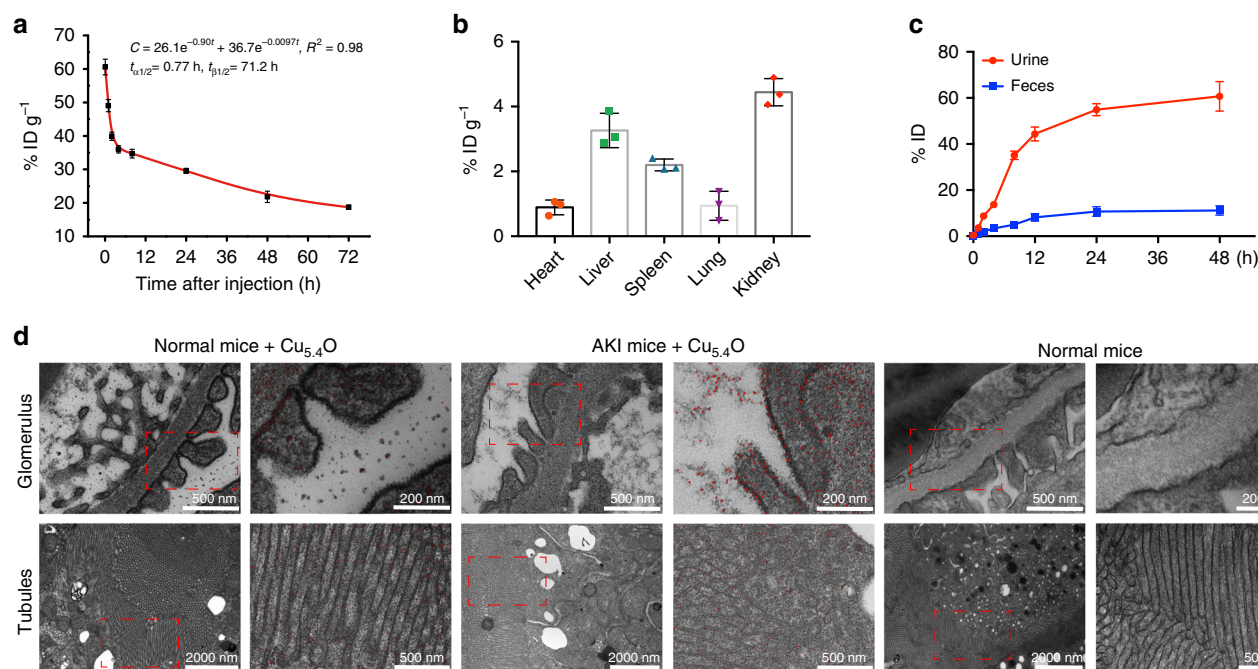 a
C = 26.1e⁻⁰·⁹⁰ᵗ + 36.7e⁻⁰·⁰⁰⁹⁷ᵗ, R² = 0.98
tα1/2 = 0.77 h, tβ1/2 = 71.2 h
% ID g⁻¹
70
60
50
40
30
20
10
0 12 24 36 48 60 72
Time after injection (h)
b
% ID g⁻¹
6
4
2
0
Heart
Liver
Spleen
Lung
Kidney
c
Urine
Feces
% ID
80
60
40
20
0
0 12 24 36 48 (h)
d
Normal mice + Cu₅.₄O
AKI mice + Cu₅.₄O
Normal mice
Glomerulus
500 nm
200 nm
500 nm
200 nm
500 nm
20
Tubules
2000 nm
500 nm
2000 nm
500 nm
2000 nm
50